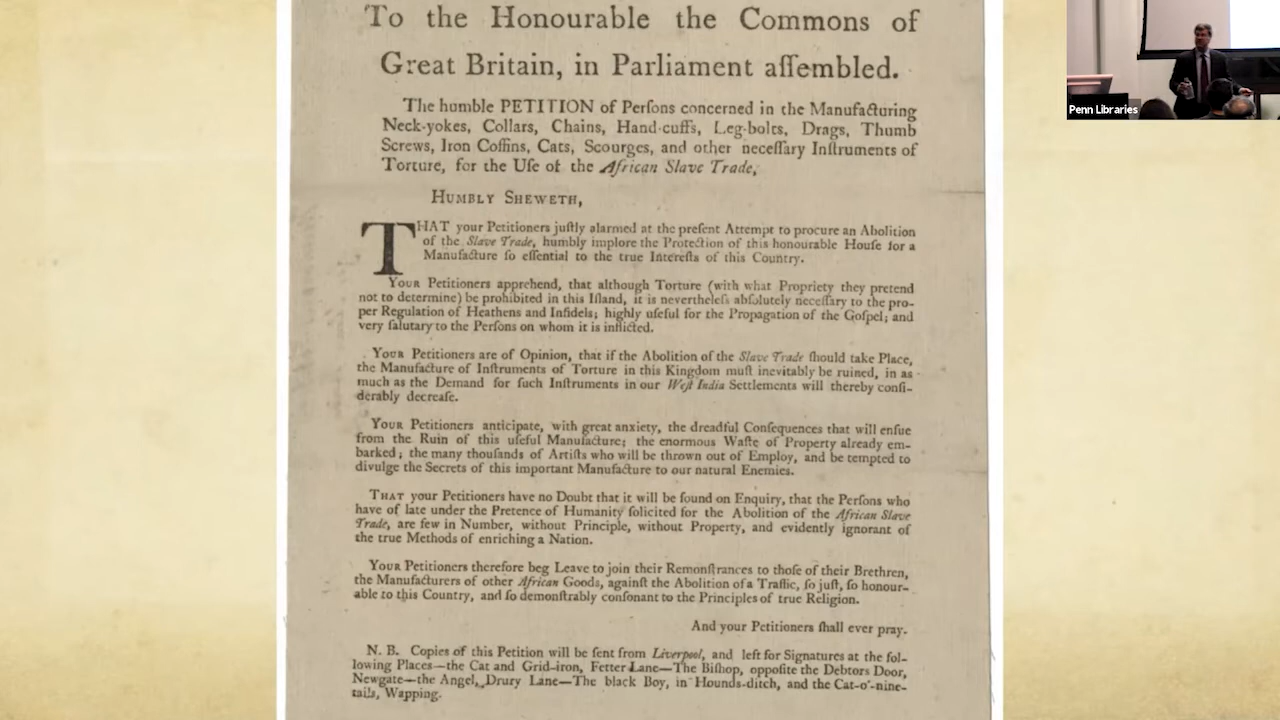 To the Honourable the Commons of
Great Britain, in Parliament aſſembled.
The humble PETITION of Perſons concerned in the Manufacturing
Neck-yokes, Collars, Chains, Hand-cuffs, Leg-bolts, Drags, Thumb
Screws, Iron Coffins, Cats, Scourges, and other neceſſary Inſtruments of
Torture, for the Uſe of the African Slave Trade,
HUMBLY SHEWETH,
THAT your Petitioners juſtly alarmed at the preſent Attempt to procure an Abolition
of the Slave Trade, humbly implore the Protection of this honourable Houſe for a
Manufacture ſo eſſential to the true Intereſts of this Country.
YOUR Petitioners apprehend, that although Torture (with what Propriety they pretend
not to determine) be prohibited in this Iſland, it is nevertheleſs abſolutely neceſſary to the pro-
per Regulation of Heathens and Infidels; highly uſeful for the Propagation of the Goſpel; and
very ſalutary to the Perſons on whom it is inflicted.
YOUR Petitioners are of Opinion, that if the Abolition of the Slave Trade ſhould take Place,
the Manufacture of Inſtruments of Torture in this Kingdom muſt inevitably be ruined, in as
much as the Demand for ſuch Inſtruments in our Weſt India Settlements will thereby conſi-
derably decreaſe.
YOUR Petitioners anticipate, with great anxiety, the dreadful Conſequences that will enſue
from the Ruin of this uſeful Manufacture; the enormous Waſte of Property already em-
barked; the many thouſands of Artiſts who will be thrown out of Employ, and be tempted to
divulge the Secrets of this important Manufacture to our natural Enemies.
THAT your Petitioners have no Doubt that it will be found on Enquiry, that the Perſons who
have of late under the Pretence of Humanity ſolicited for the Abolition of the African Slave
Trade, are few in Number, without Principle, without Property, and evidently ignorant of
the true Methods of enriching a Nation.
YOUR Petitioners therefore beg Leave to join their Remonſtrances to thoſe of their Brethren,
the Manufacturers of other African Goods, againſt the Abolition of a Traffic, ſo juſt, ſo honour-
able to this Country, and ſo demonſtrably conſonant to the Principles of true Religion.
And your Petitioners ſhall ever pray.
N. B. Copies of this Petition will be ſent from Liverpool, and left for Signatures at the fol-
lowing Places—the Cat and Grid-iron, Fetter Lane—The Biſhop, oppoſite the Debtors Door,
Newgate—the Angel, Drury Lane—The black Boy, in Hounds-ditch, and the Cat-o'-nine-
tails, Wapping.
Penn Libraries